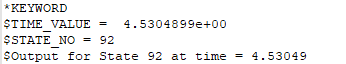 *KEYWORD
$TIME_VALUE =  4.5304899e+00
$STATE_NO = 92
$Output for State 92 at time = 4.53049